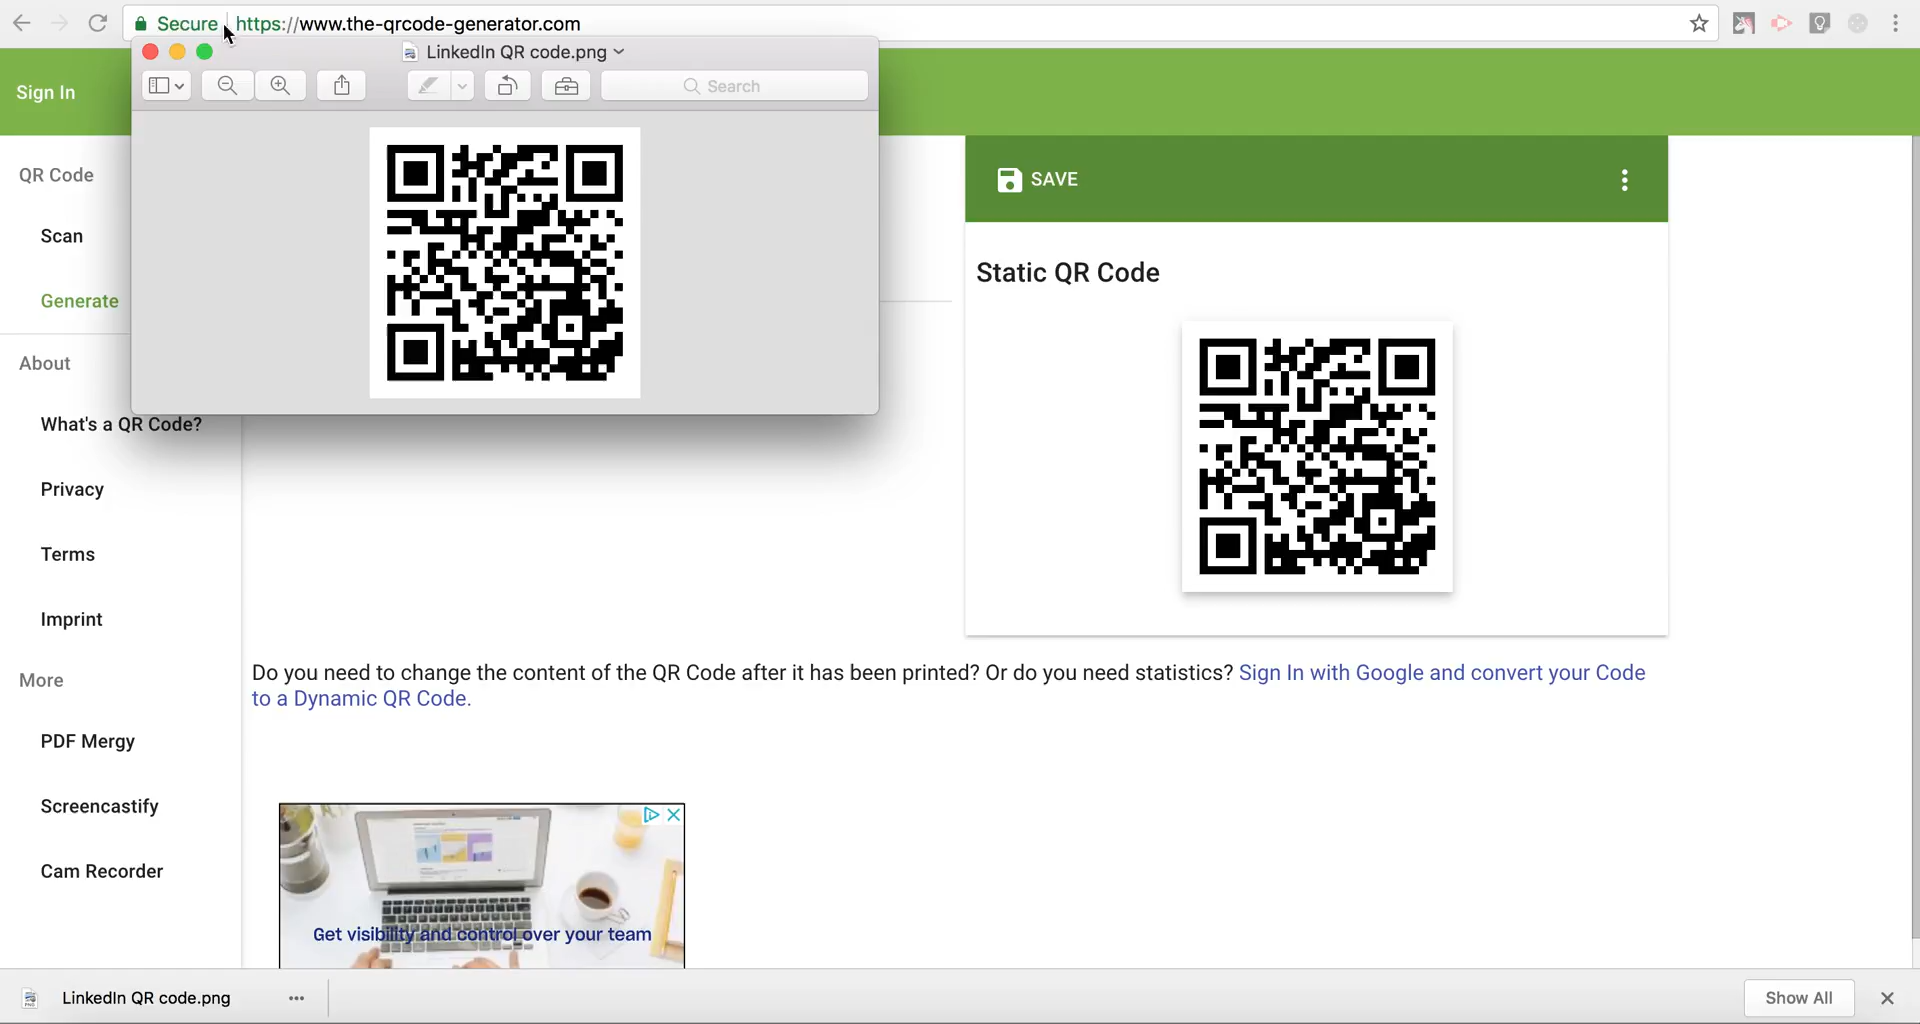 Secure
https://www.the-qrcode-generator.com
LinkedIn QR code.png
Search
Sign In
QR Code
Scan
Generate
About
What's a QR Code?
Privacy
Terms
Imprint
More
PDF Mergy
Screencastify
Cam Recorder
SAVE
Static QR Code
Do you need to change the content of the QR Code after it has been printed? Or do you need statistics? Sign In with Google and convert your Code
to a Dynamic QR Code.
Get visibility and control over your team
LinkedIn QR code.png
Show All